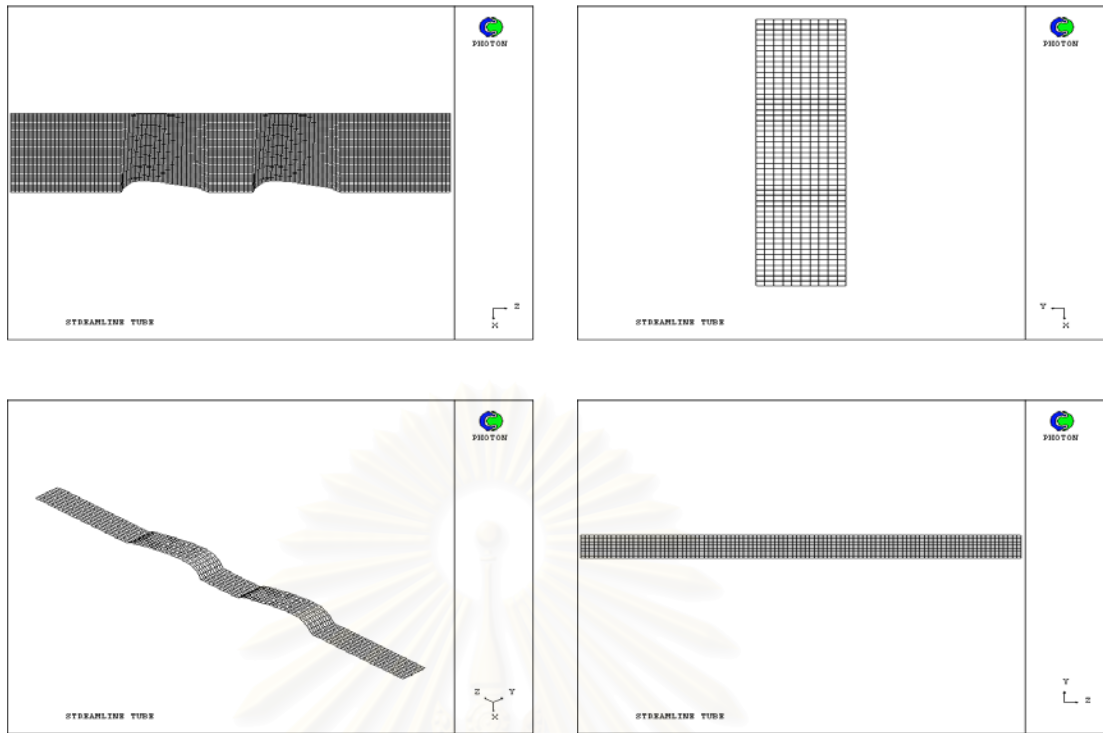 PHOTON
Z
X
STREAMLINE TUBE
PHOTON
Y
X
STREAMLINE TUBE
PHOTON
Z Y
X
STREAMLINE TUBE
PHOTON
Y
Z
STREAMLINE TUBE